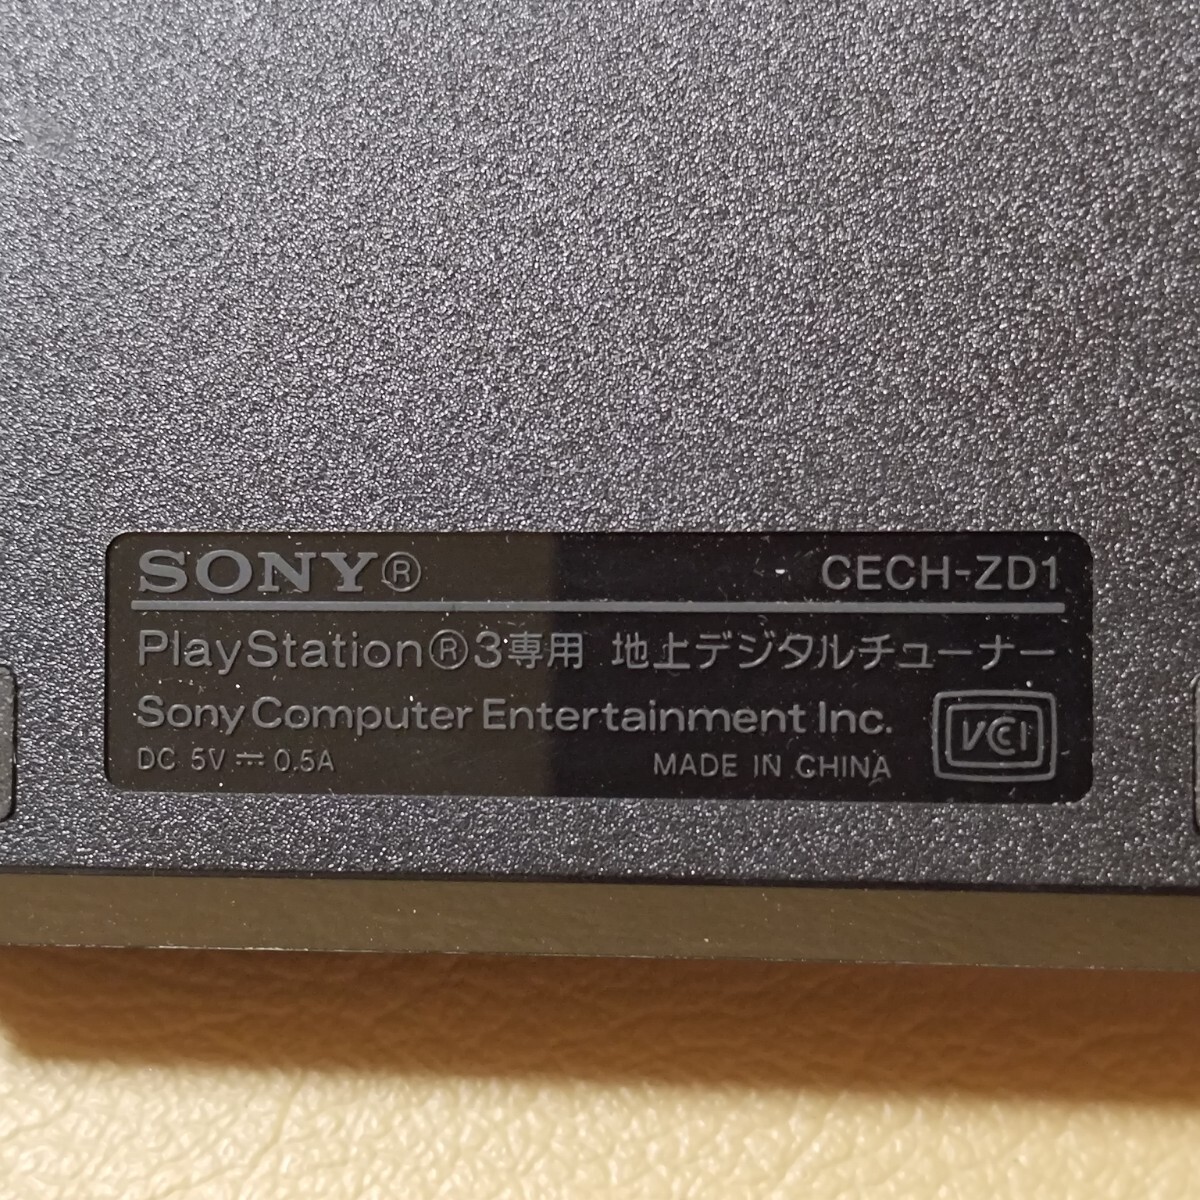 SONY® CECH-ZD1
PlayStation®3専用 地上デジタルチューナー
Sony Computer Entertainment Inc.
DC 5V ⎓ 0.5A MADE IN CHINA
VCCI